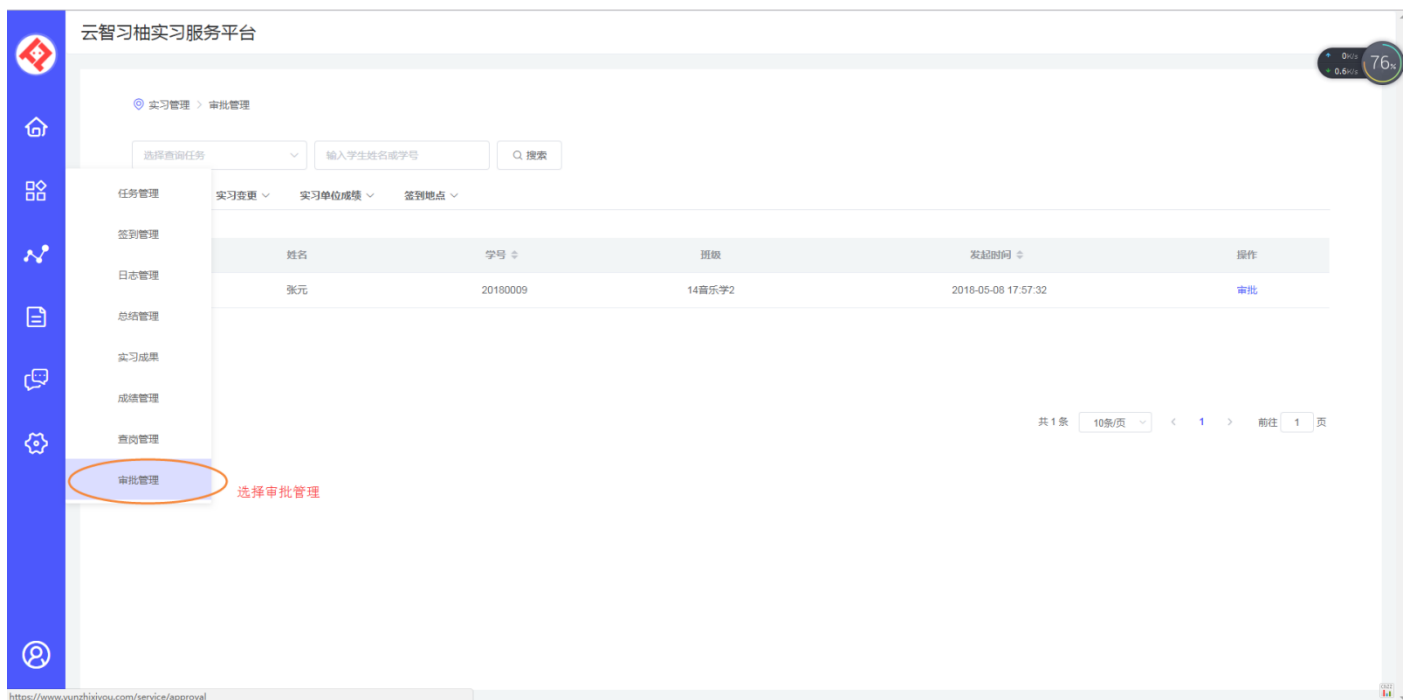 云智习柚实习服务平台
0K/s
0.6K/s
76%
实习管理 > 审批管理
选择查询任务
输入学生姓名或学号
搜索
任务管理
签到管理
日志管理
总结管理
实习成果
成绩管理
查岗管理
审批管理
实习变更
实习单位成绩
签到地点
姓名 学号 班级 发起时间 操作
张元 20180009 14音乐学2 2018-05-08 17:57:32 审批
共 1 条 10条/页 < 1 > 前往 1 页
选择审批管理
https://www.yunzhixiyou.com/service/approval